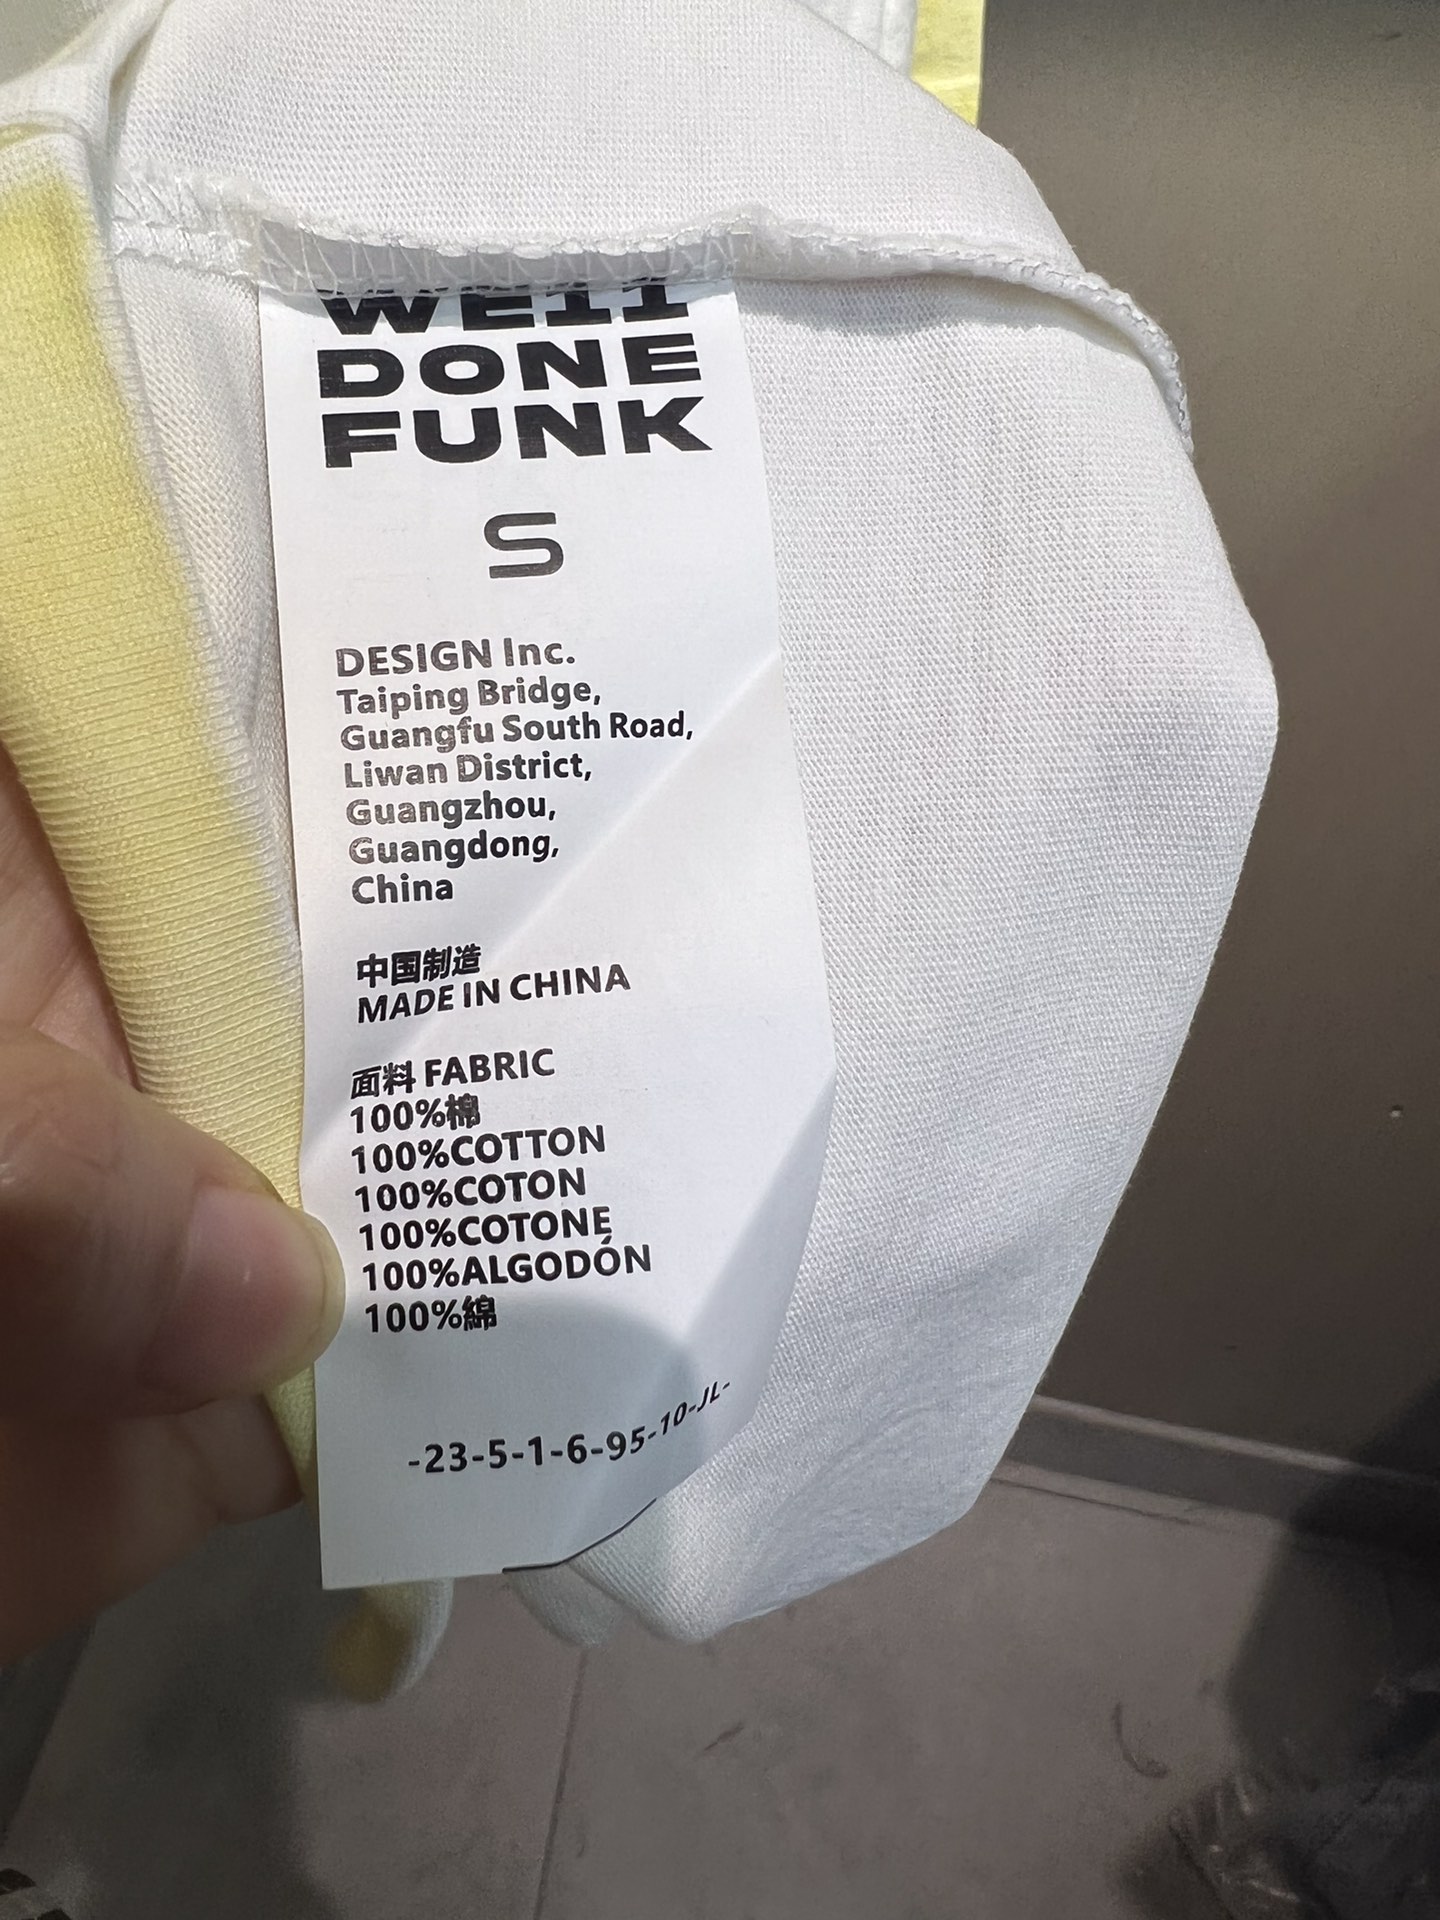 WE11
DONE
FUNK
S
DESIGN Inc.
Taiping Bridge,
Guangfu South Road,
Liwan District,
Guangzhou,
Guangdong,
China
中国制造
MADE IN CHINA
面料 FABRIC
100%棉
100%COTTON
100%COTON
100%COTONE
100%ALGODÓN
100%綿
-23-5-1-6-95-10-JL-